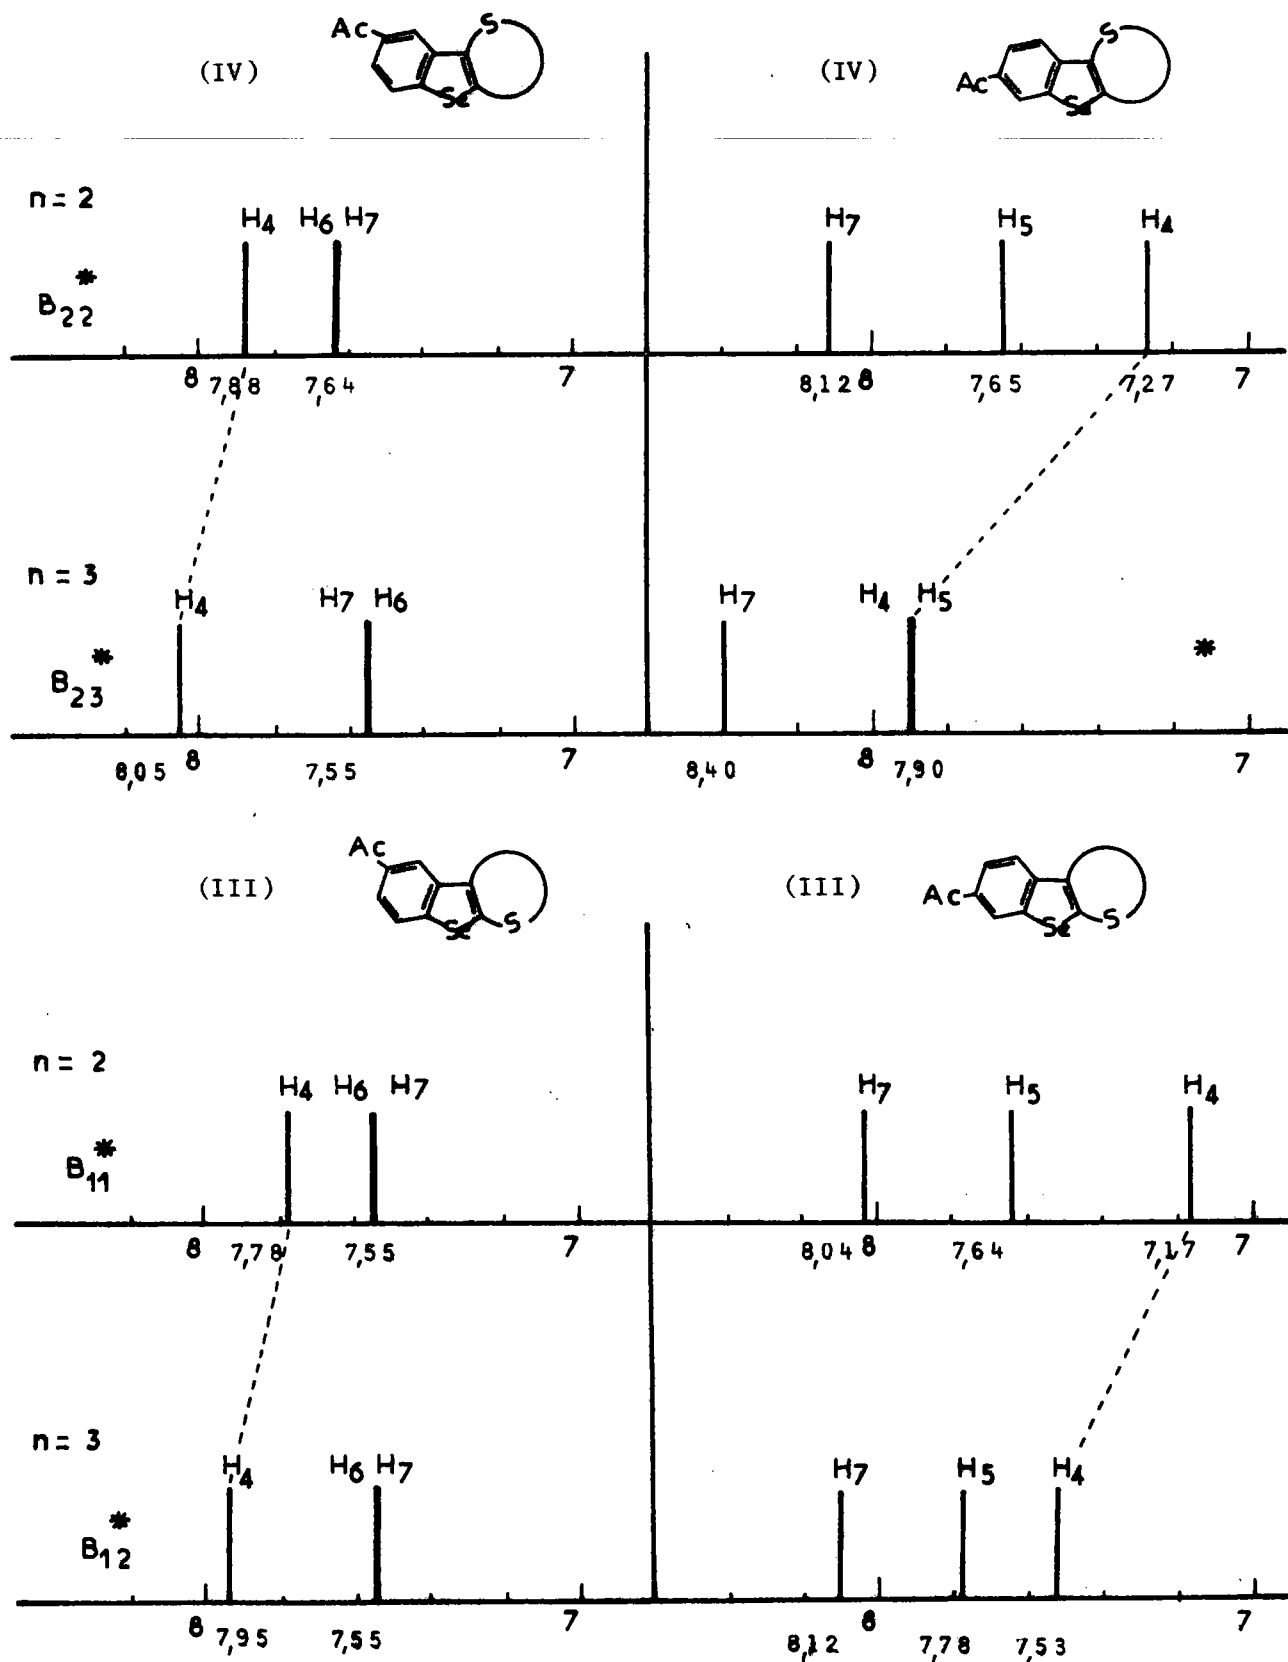 Ac S
(IV)
Se
S
(IV)
Ac
Se
n = 2
H4 H6 H7
H7 H5 H4
B22*
8 7,88 7,64 7
8,12 8 7,65 7,27 7
n = 3
H4 H7 H6
H7 H4 H5
B23*
*
8,05 8 7,55 7
8,40 8 7,90 7
Ac
(III)
Se S
(III)
Ac
Se S
n = 2
H4 H6 H7
H7 H5 H4
B11*
8 7,78 7,55 7
8,04 8 7,64 7,17 7
n = 3
H4 H6 H7
H7 H5 H4
B12*
8 7,95 7,55 7
8,12 8 7,78 7,53 7